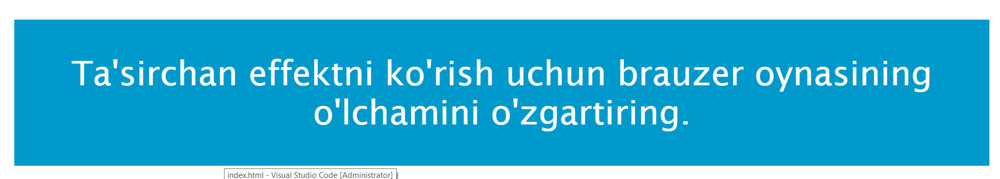 Ta'sirchan effektni ko'rish uchun brauzer oynasining
o'lchamini o'zgartiring.
index.html - Visual Studio Code [Administrator]